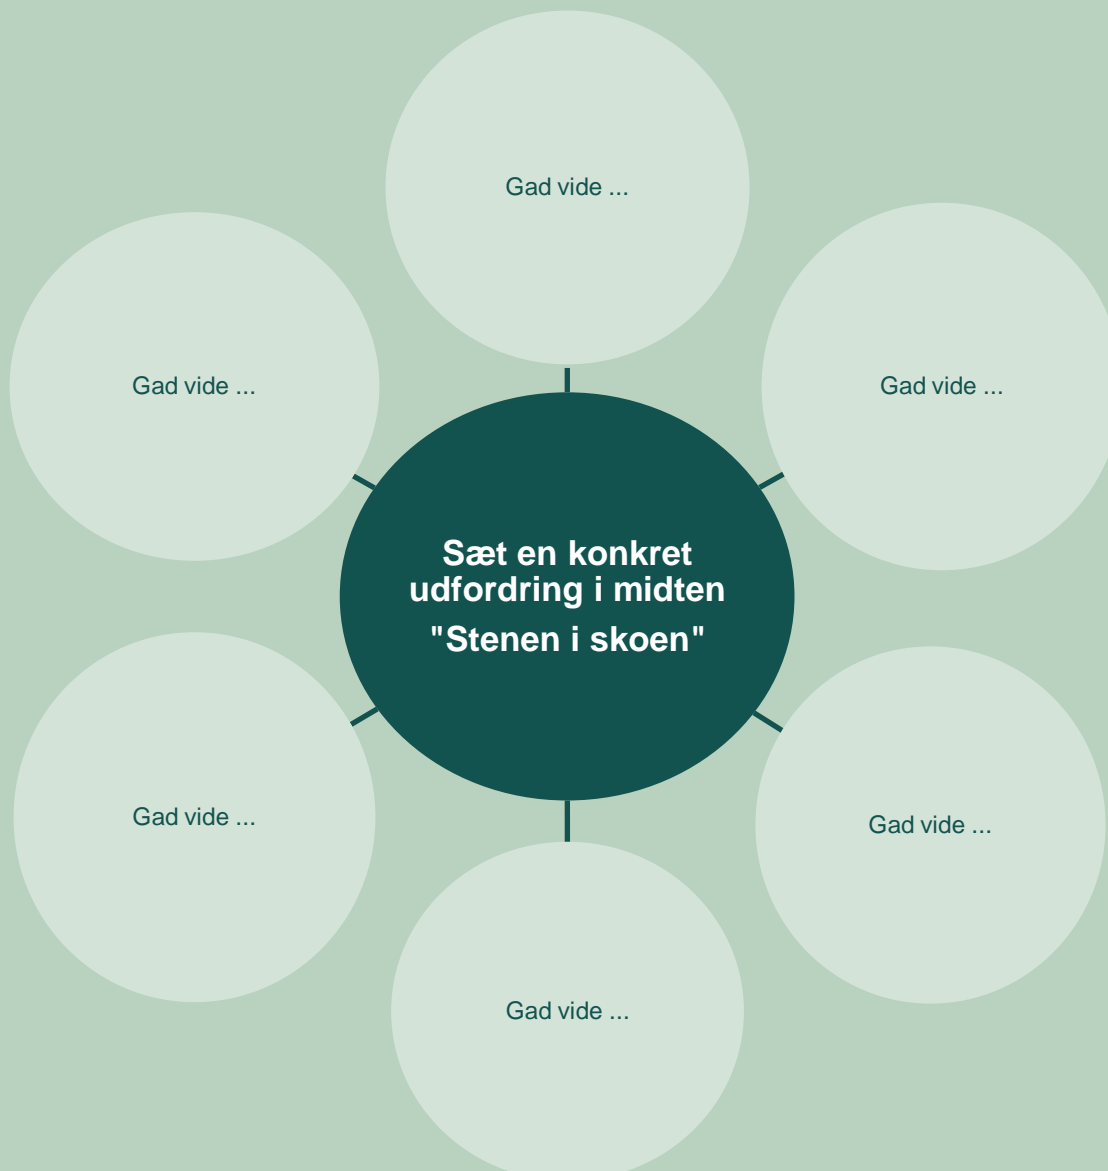 Gad vide ...
Gad vide ...
Gad vide ...
Sæt en konkret
udfordring i midten
"Stenen i skoen"
Gad vide ...
Gad vide ...
Gad vide ...